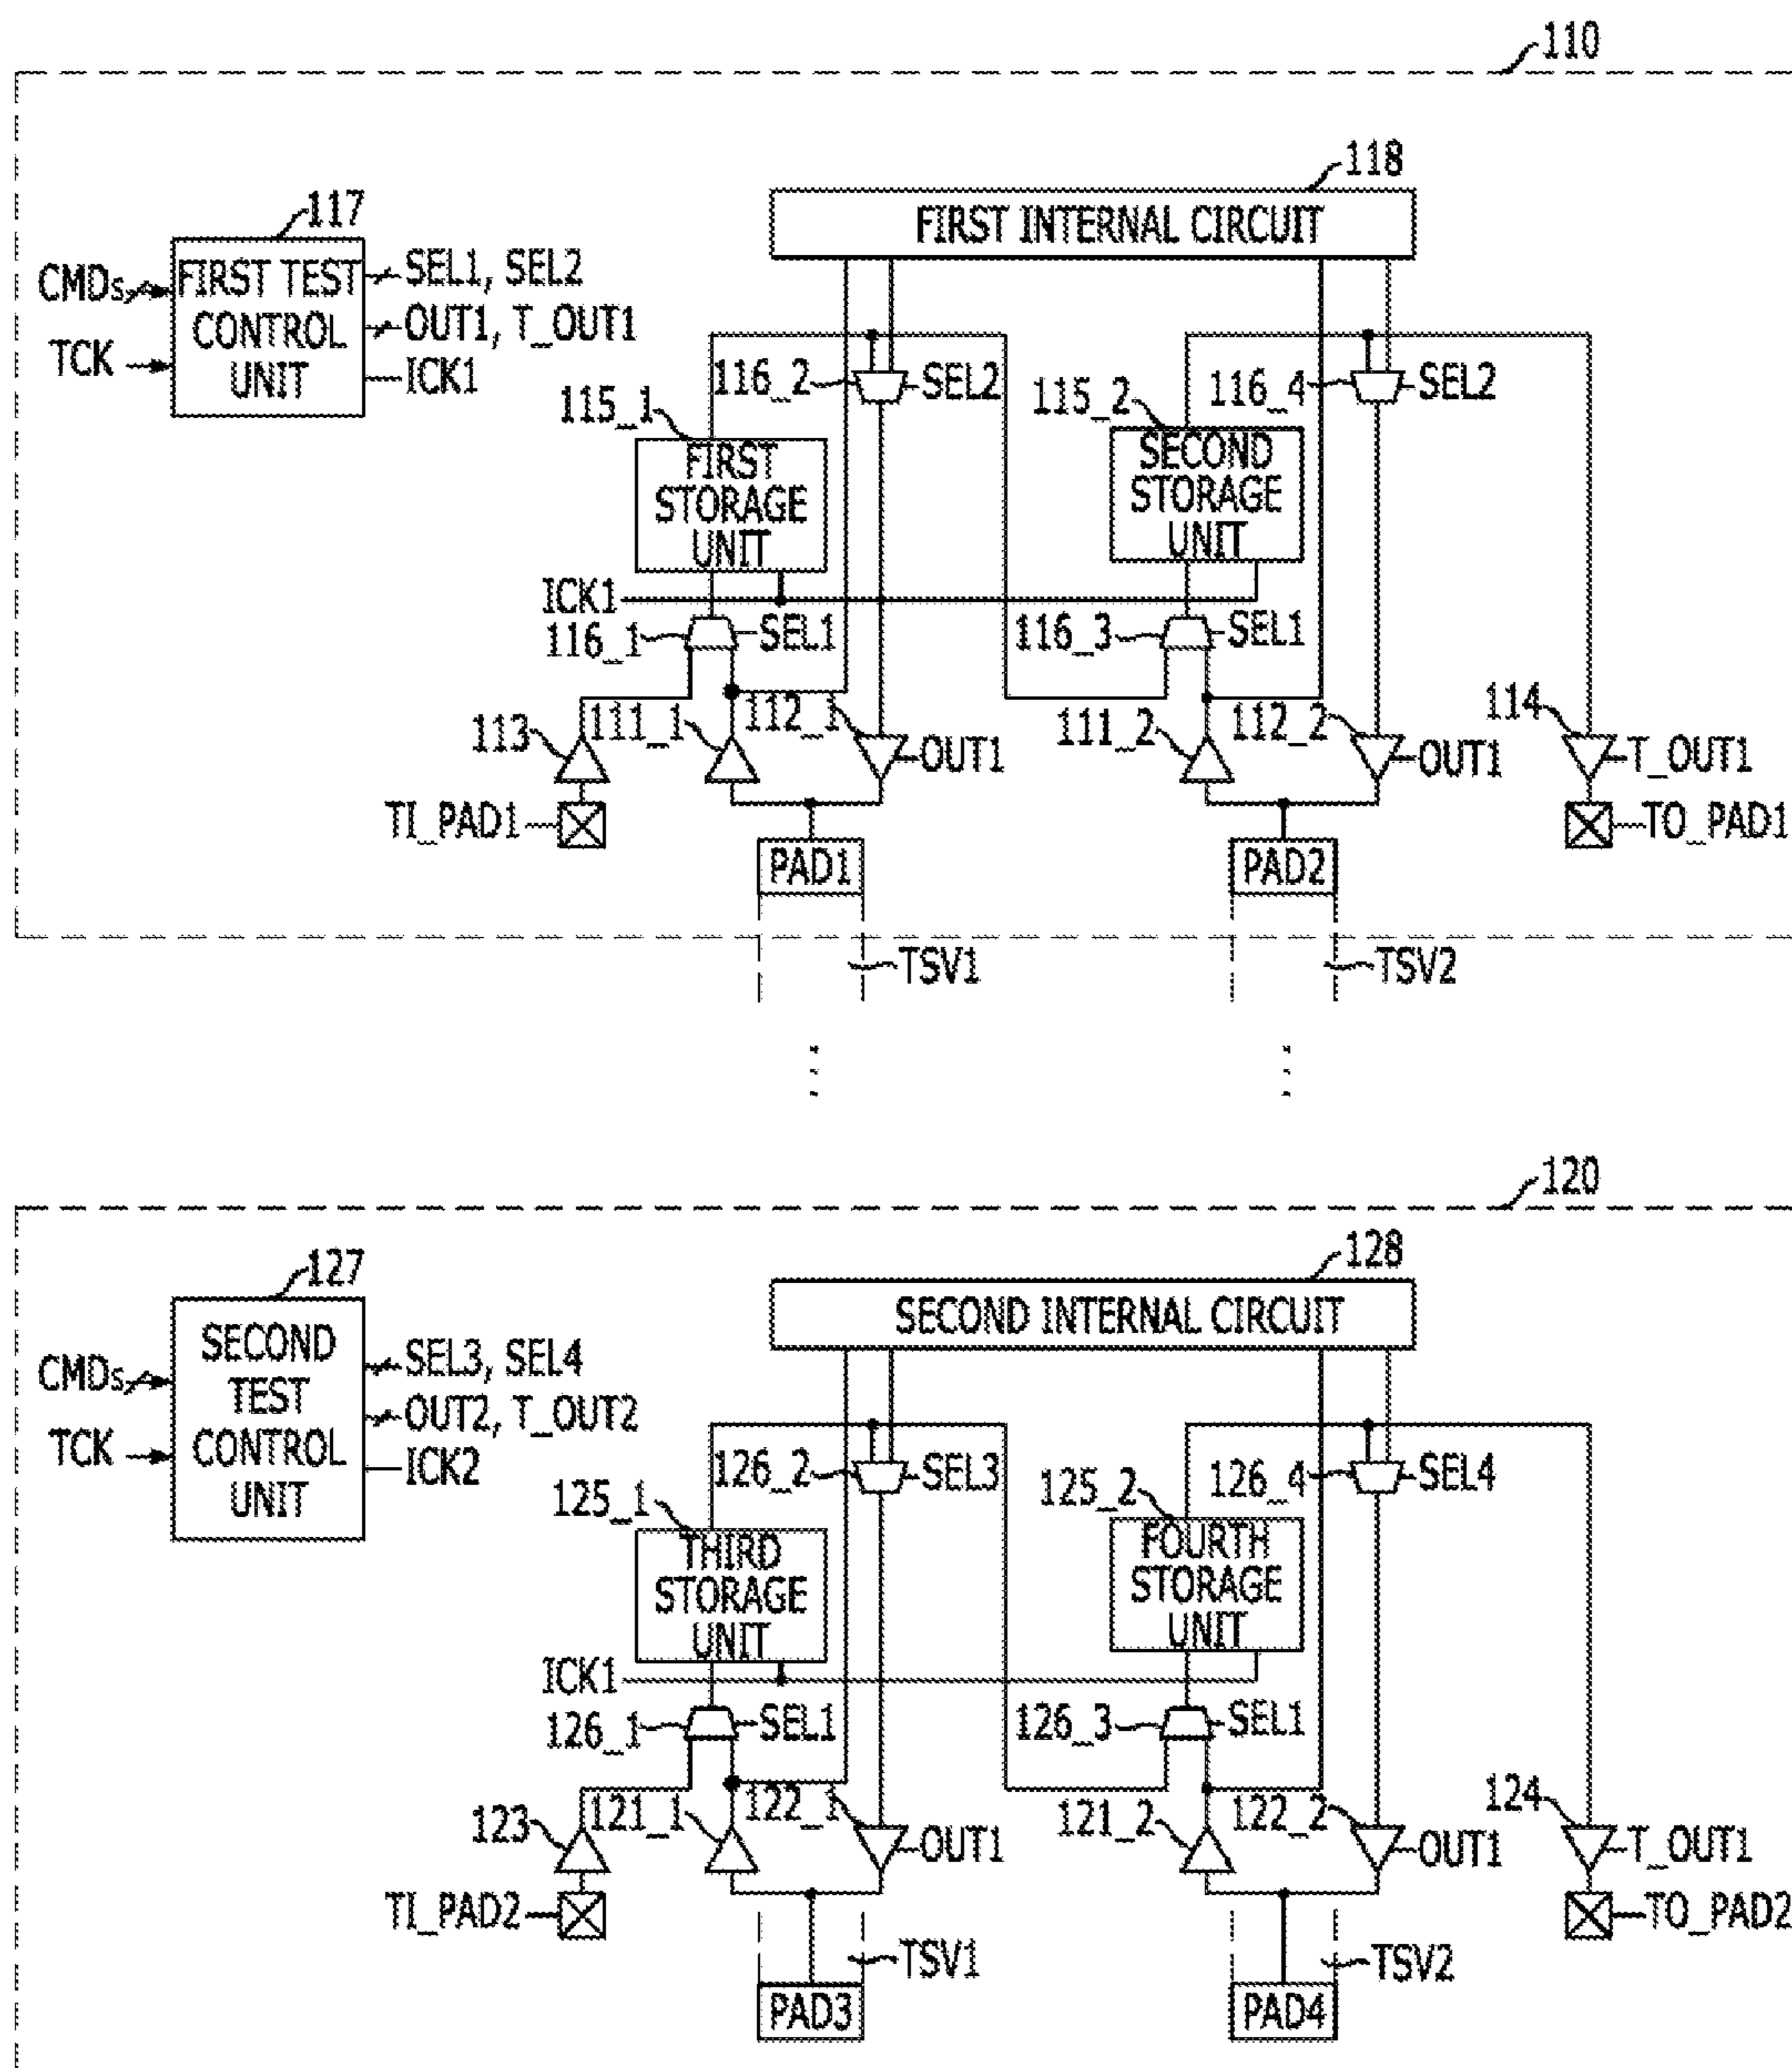 110
118
FIRST INTERNAL CIRCUIT
117
CMDs
TCK
FIRST TEST
CONTROL
UNIT
SEL1, SEL2
OUT1, T_OUT1
ICK1
116_2
SEL2
116_4
SEL2
115_1
FIRST
STORAGE
UNIT
115_2
SECOND
STORAGE
UNIT
ICK1
116_1
SEL1
116_3
SEL1
113
111_1
112_1
OUT1
111_2
112_2
OUT1
114
T_OUT1
TI_PAD1
PAD1
PAD2
TO_PAD1
TSV1
TSV2
120
128
SECOND INTERNAL CIRCUIT
127
CMDs
TCK
SECOND
TEST
CONTROL
UNIT
SEL3, SEL4
OUT2, T_OUT2
ICK2
126_2
SEL3
126_4
SEL4
125_1
THIRD
STORAGE
UNIT
125_2
FOURTH
STORAGE
UNIT
ICK1
126_1
SEL1
126_3
SEL1
123
121_1
122_1
OUT1
121_2
122_2
OUT1
124
T_OUT1
TI_PAD2
TO_PAD2
TSV1
TSV2
PAD3
PAD4